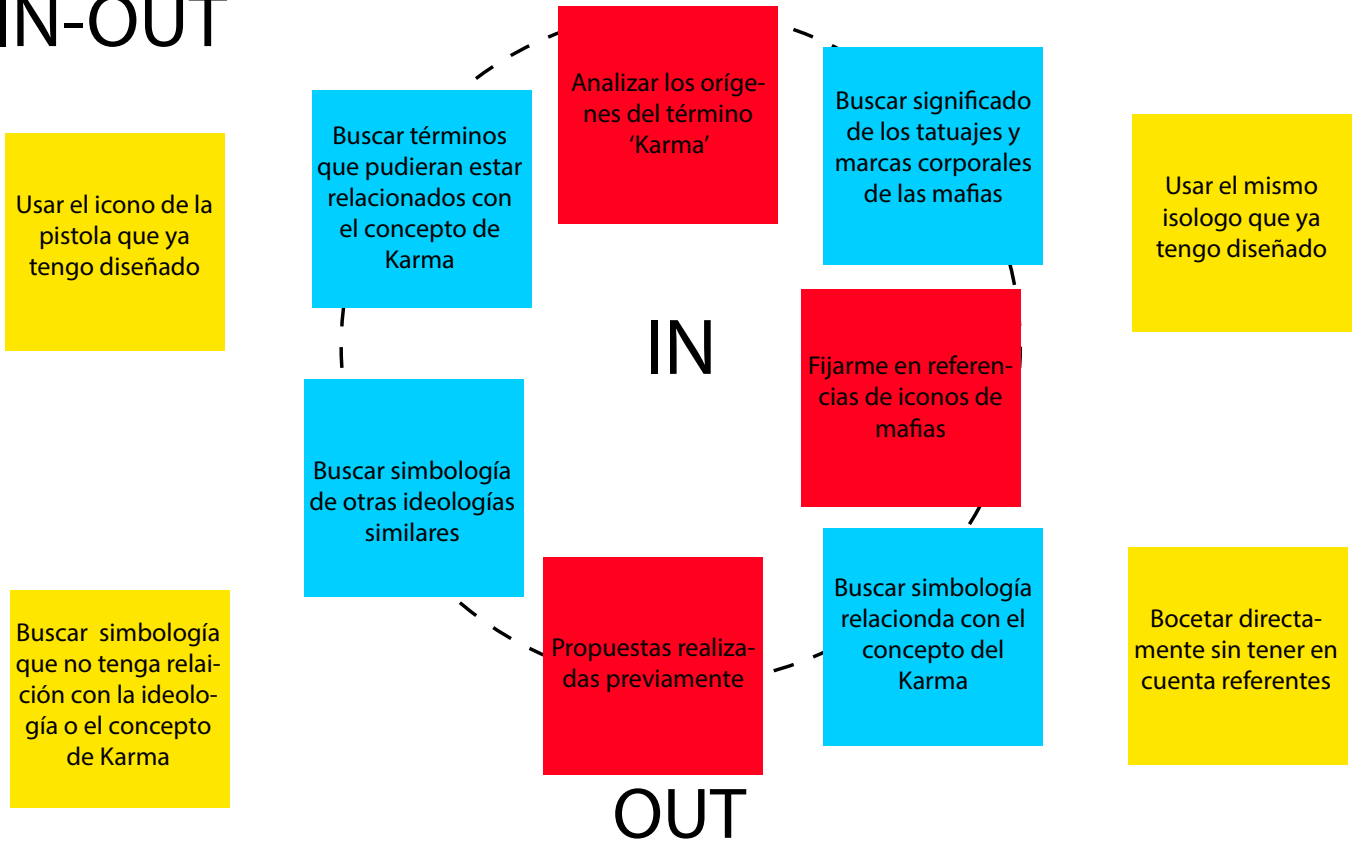 IN-OUT
Analizar los oríge-
nes del término
‘Karma’
Buscar términos
que pudieran estar
relacionados con
el concepto de
Karma
Buscar significado
de los tatuajes y
marcas corporales
de las mafias
Usar el icono de la
pistola que ya
tengo diseñado
Usar el mismo
isologo que ya
tengo diseñado
IN
Fijarme en referen-
cias de iconos de
mafias
Buscar simbología
de otras ideologías
similares
Propuestas realiza-
das previamente
Buscar simbología
relacionda con el
concepto del
Karma
Buscar  simbología
que no tenga relai-
ción con la ideolo-
gía o el concepto
de Karma
Bocetar directa-
mente sin tener en
cuenta referentes
OUT